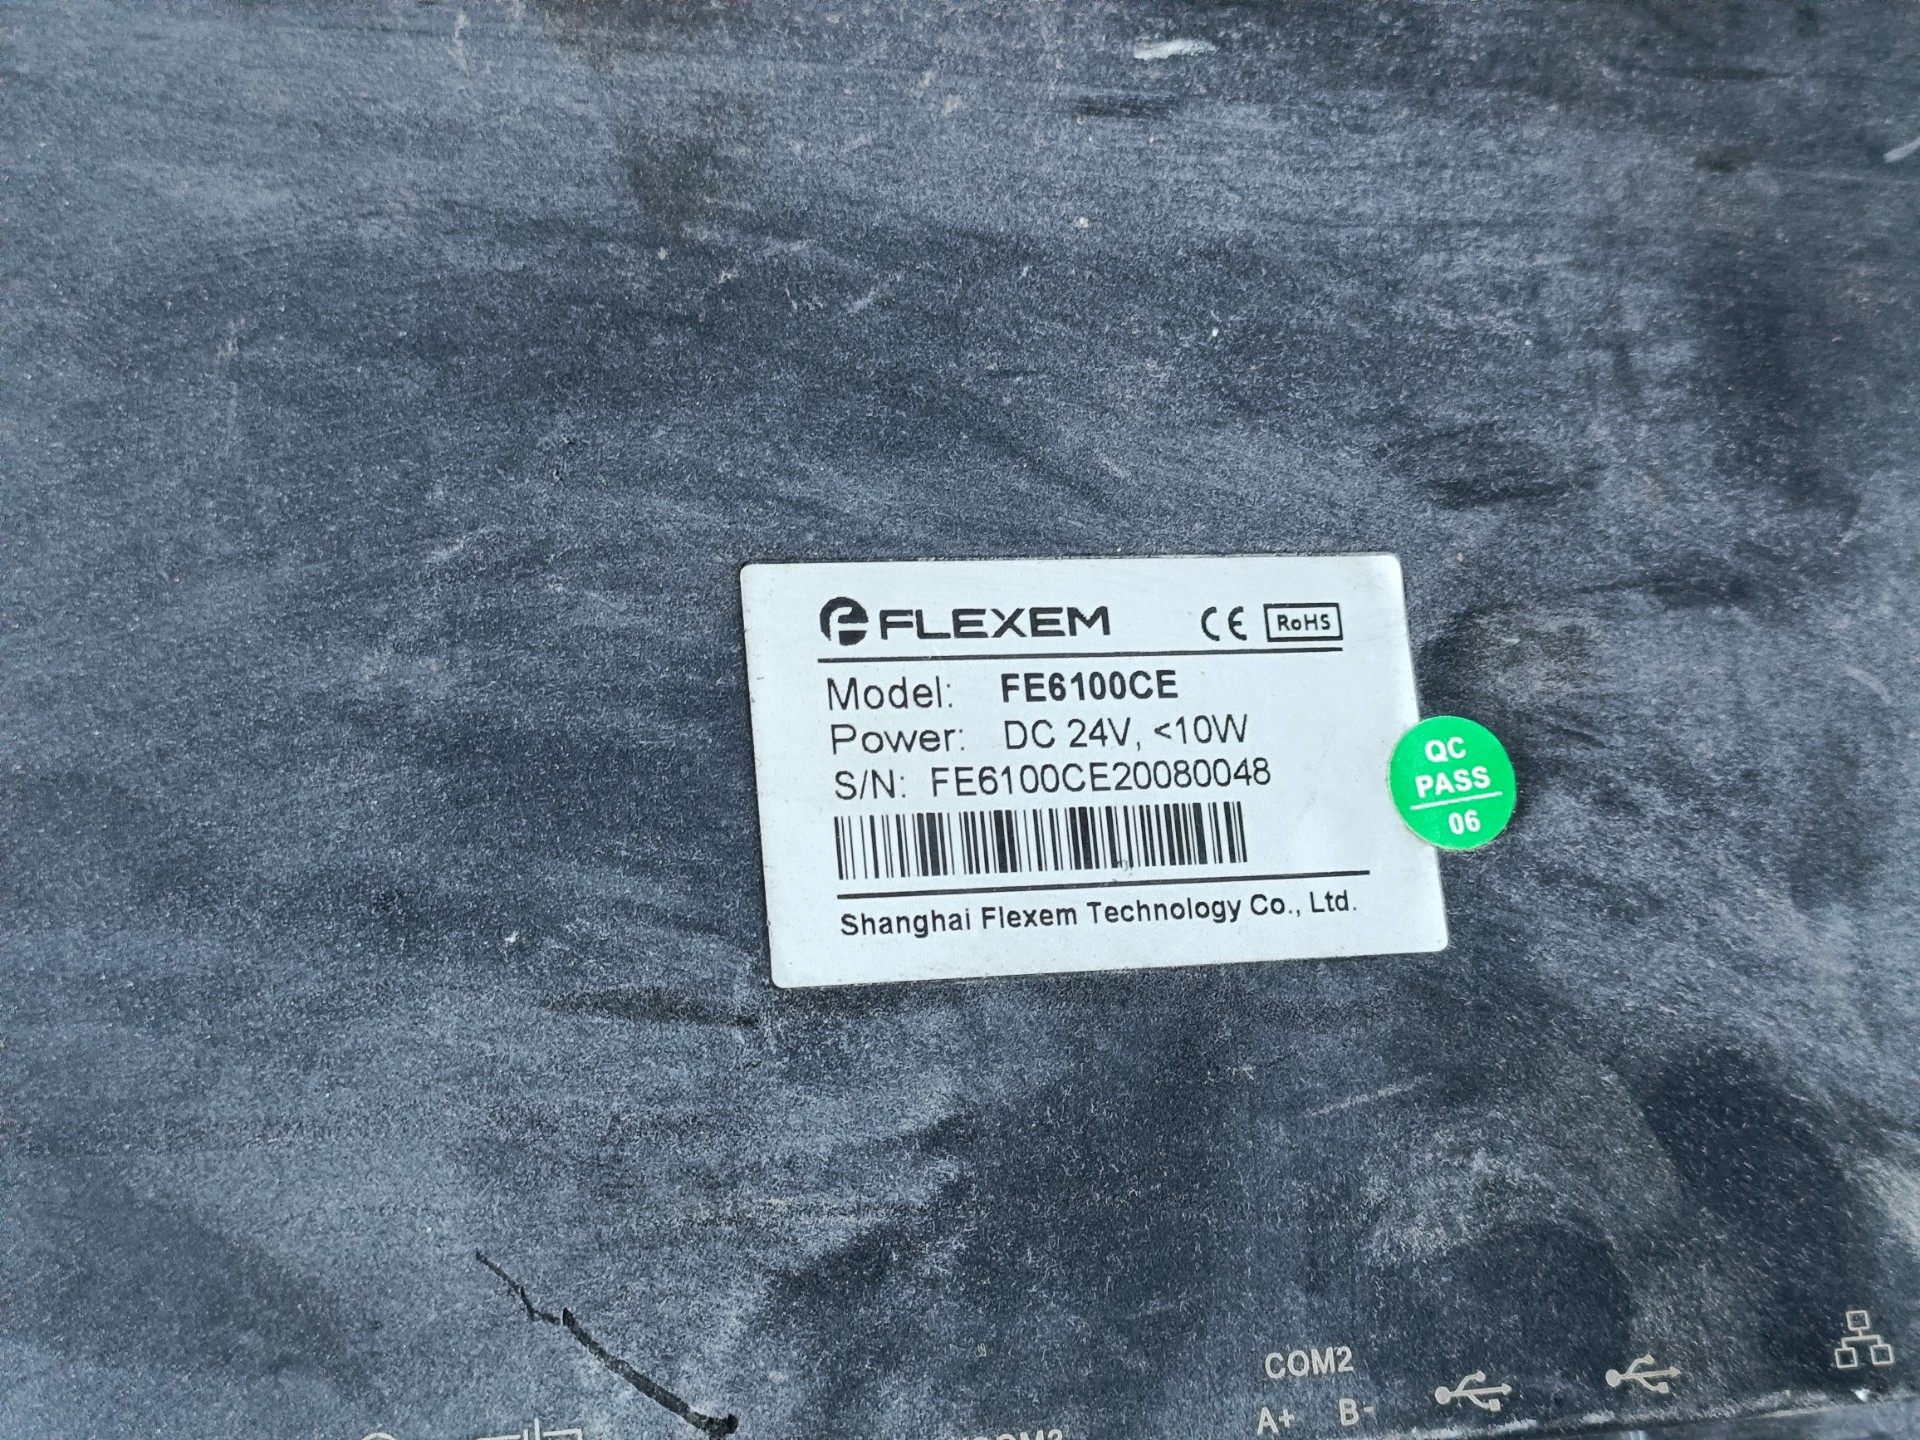 FLEXEM CE RoHS
Model: FE6100CE
Power: DC 24V, <10W
S/N: FE6100CE20080048
Shanghai Flexem Technology Co., Ltd.
QC
PASS
06
COM2
A+ B-